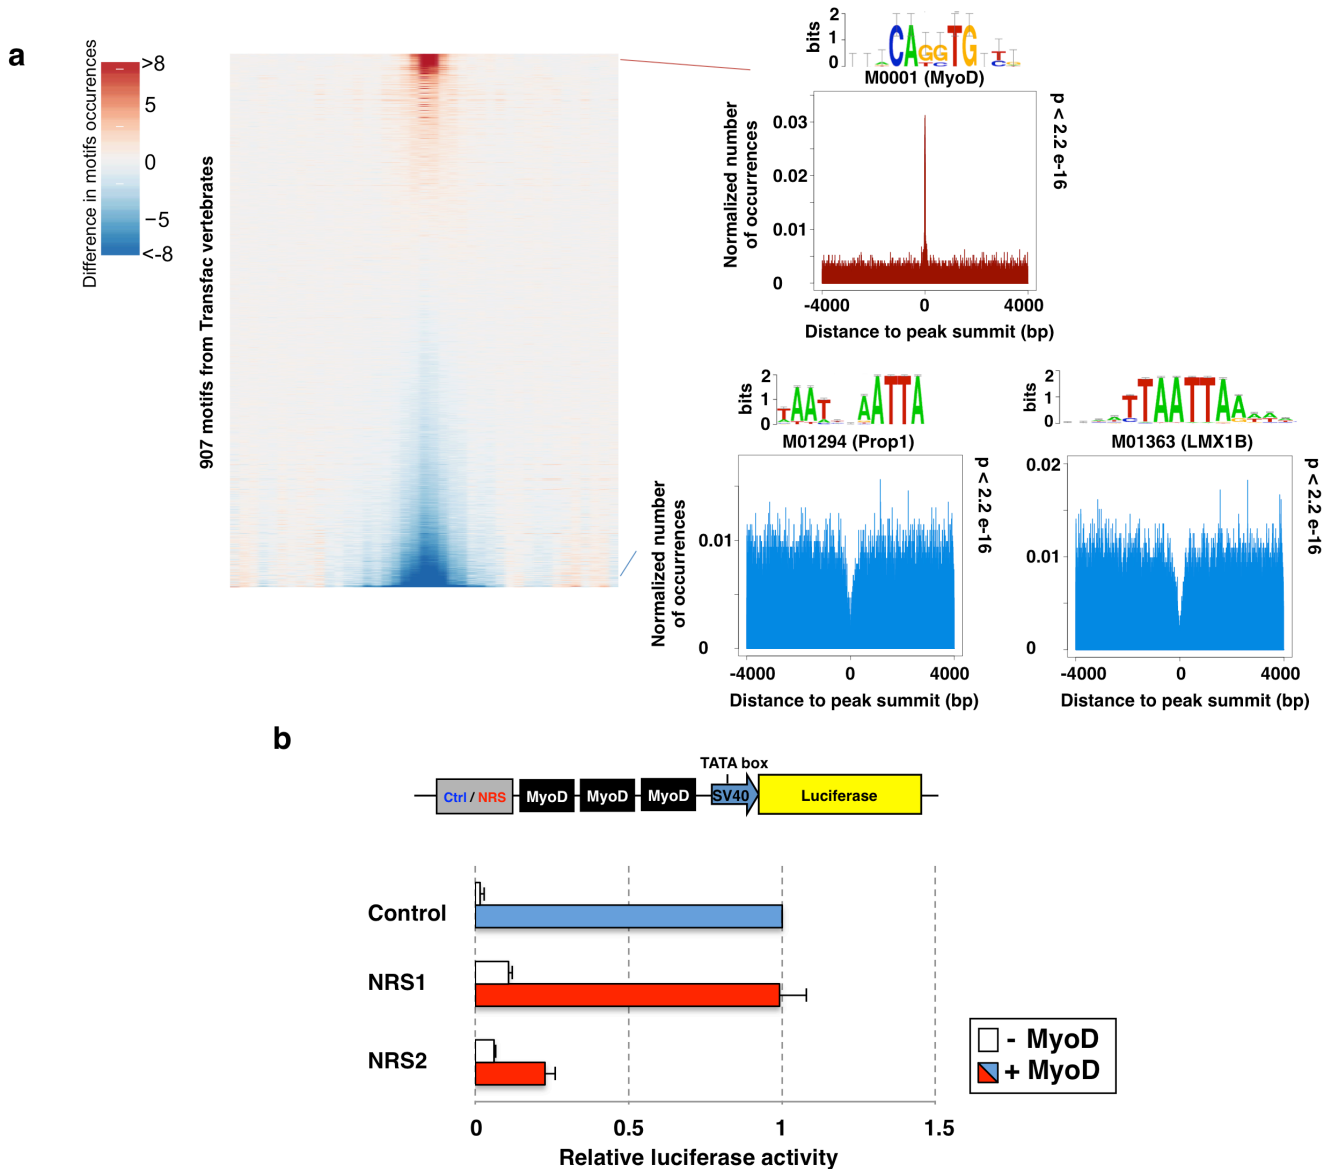 a
Difference in motifs occurences
>8
5
0
−5
<-8
907 motifs from Transfac vertebrates
bits
2
1
0
CAGGTG
M0001 (MyoD)
Normalized number
of occurrences
0.03
0.02
0.01
0
-4000
0
4000
Distance to peak summit (bp)
p < 2.2 e-16
bits
2
1
0
TAAT AATTA
M01294 (Prop1)
Normalized number
of occurrences
0.01
0
-4000
0
4000
Distance to peak summit (bp)
p < 2.2 e-16
bits
2
1
0
TTAATTAA
M01363 (LMX1B)
0.02
0.01
0
-4000
0
4000
Distance to peak summit (bp)
p < 2.2 e-16
b
TATA box
Ctrl / NRS
MyoD
MyoD
MyoD
SV40
Luciferase
Control
NRS1
NRS2
- MyoD
+ MyoD
0
0.5
1
1.5
Relative luciferase activity